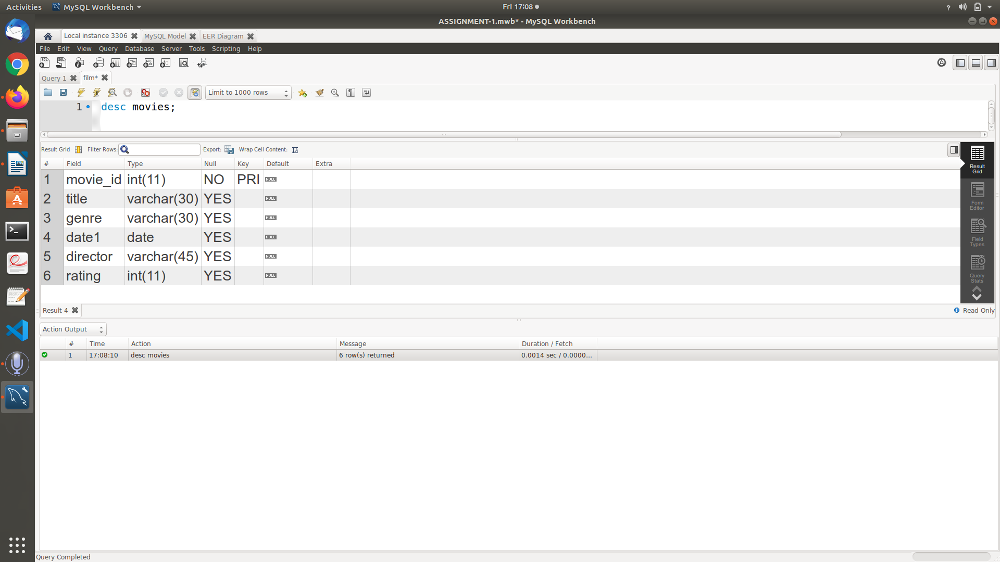 Activities MySQL Workbench Fri 17:08
ASSIGNMENT-1.mwb* - MySQL Workbench
Local instance 3306 MySQL Model EER Diagram
File Edit View Query Database Server Tools Scripting Help
Query 1 film*
Limit to 1000 rows
1 desc movies;
Result Grid Filter Rows: Export: Wrap Cell Content:
# Field Type Null Key Default Extra
1 movie_id int(11) NO PRI NULL
2 title varchar(30) YES NULL
3 genre varchar(30) YES NULL
4 date1 date YES NULL
5 director varchar(45) YES NULL
6 rating int(11) YES NULL
Result
Grid
Form
Editor
Field
Types
Query
Stats
Result 4 Read Only
Action Output
# Time Action Message Duration / Fetch
1 17:08:10 desc movies 6 row(s) returned 0.0014 sec / 0.0000...
Query Completed